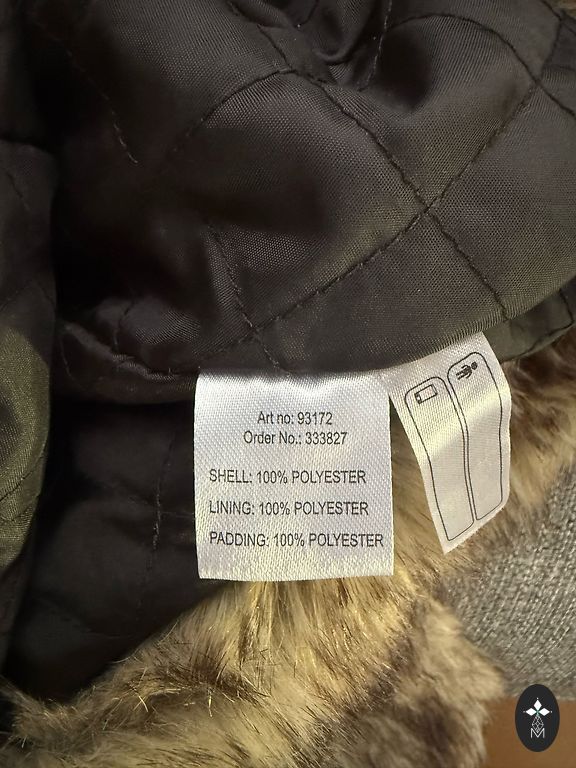 Art no: 93172
Order No.: 333827
SHELL: 100% POLYESTER
LINING: 100% POLYESTER
PADDING: 100% POLYESTER